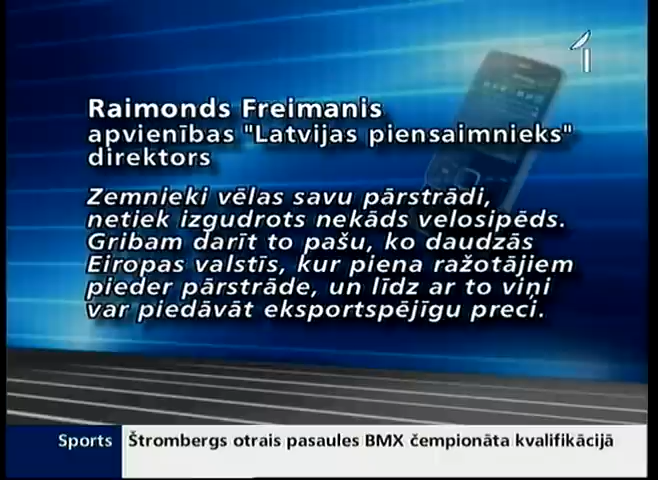 1
Raimonds Freimanis
apvienības "Latvijas piensaimnieks"
direktors
Zemnieki vēlas savu pārstrādi,
netiek izgudrots nekāds velosipēds.
Gribam darīt to pašu, ko daudzās
Eiropas valstīs, kur piena ražotājiem
pieder pārstrāde, un līdz ar to viņi
var piedāvāt eksportspējīgu preci.
Sports Štrombergs otrais pasaules BMX čempionāta kvalifikācijā